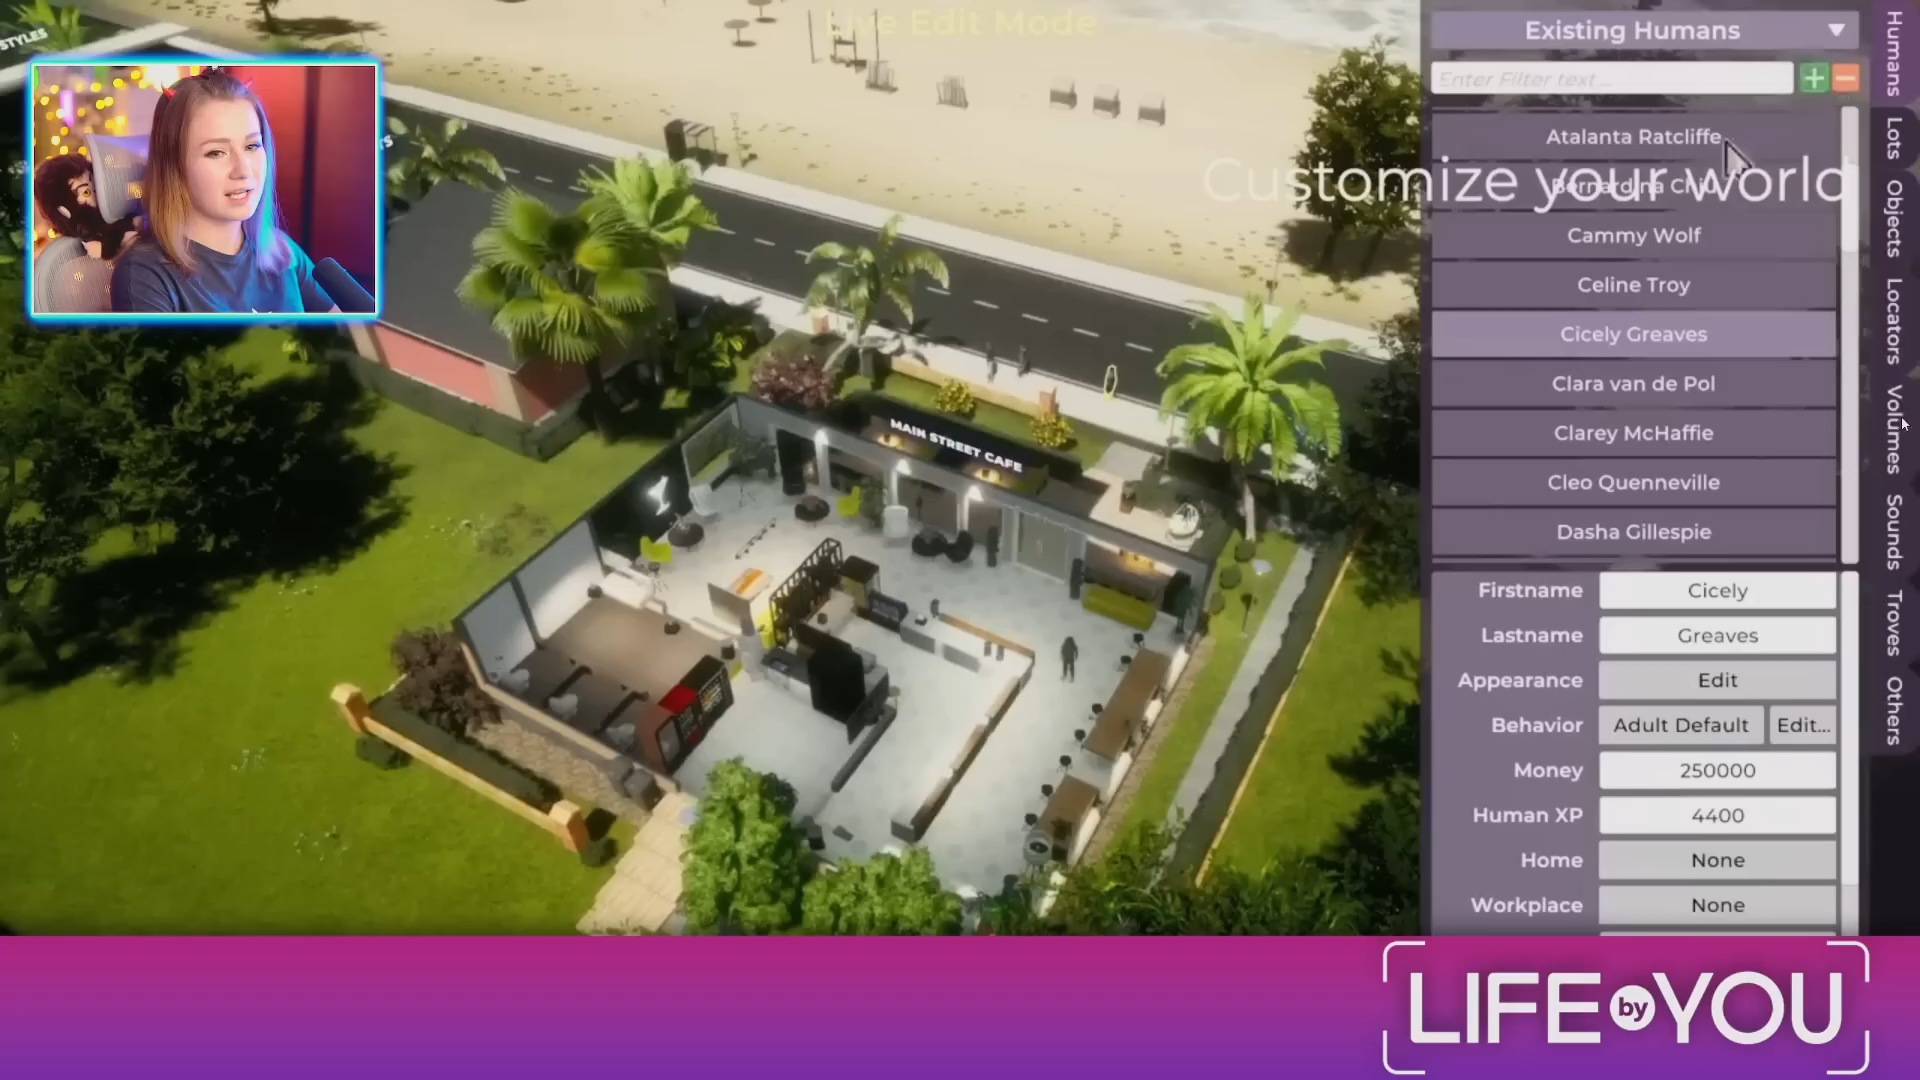 STYLES
Live Edit Mode
Existing Humans
Enter Filter text ...
Atalanta Ratcliffe
Customize your world
Cammy Wolf
Celine Troy
Cicely Greaves
Clara van de Pol
Clarey McHaffie
Cleo Quenneville
Dasha Gillespie
Firstname Cicely
Lastname Greaves
Appearance Edit
Behavior Adult Default Edit...
Money 250000
Human XP 4400
Home None
Workplace None
Humans
Lots
Objects
Locators
Volumes
Sounds
Troves
Others
MAIN STREET CAFE
LIFE by YOU